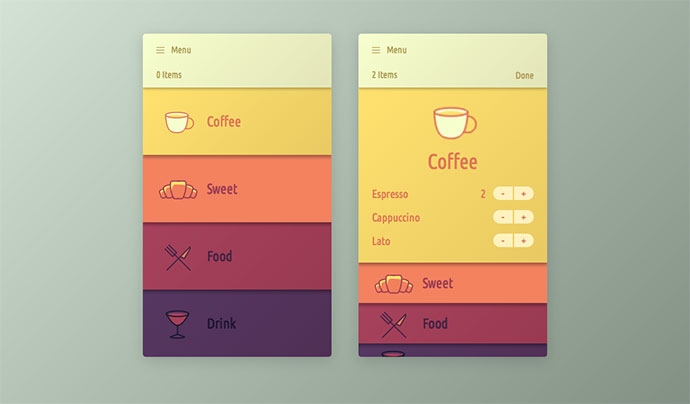 Menu
0 Items
Coffee
Sweet
Food
Drink
Menu
2 Items Done
Coffee
Espresso 2 - +
Cappuccino - +
Lato - +
Sweet
Food